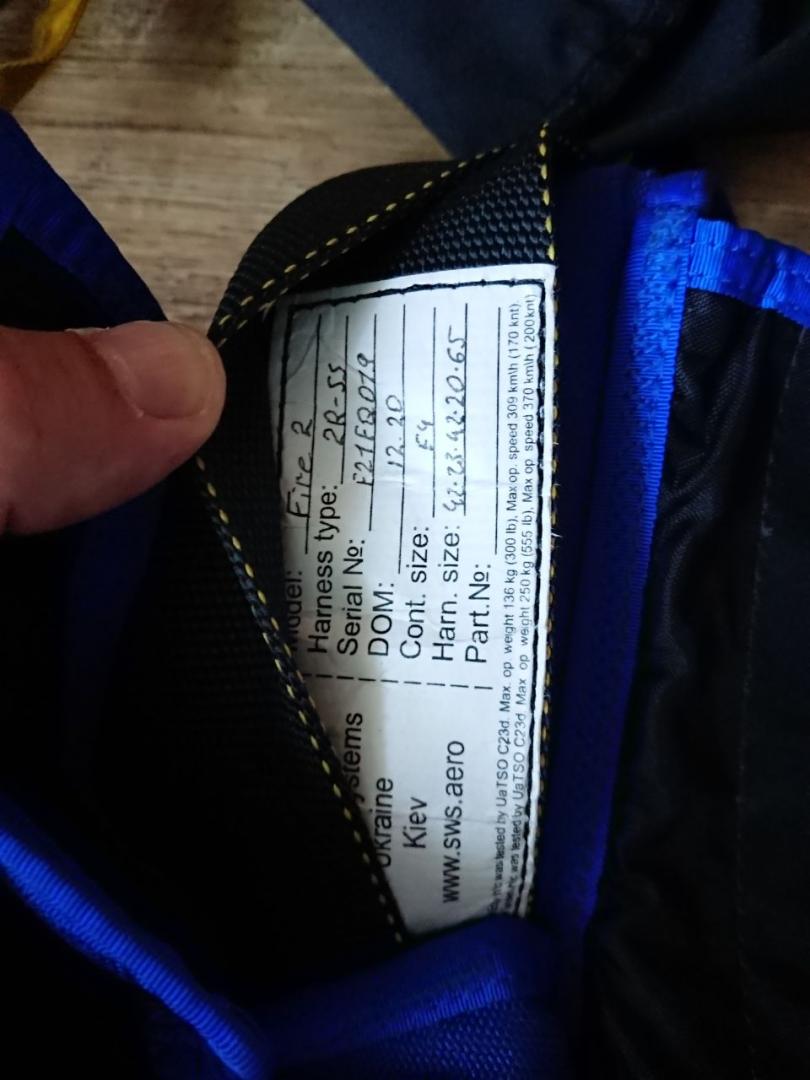 Fire 2
Harness type: 2R-SS
Serial №: F21FR019
DOM: 12.20
Cont. size: F4
Harn. size: 42.23.42.20.65
Part.№:
Ukraine
Kiev
www.sws.aero
was tested by UaTSO C23d. Max. op. weight 136 kg (300 lb), Max op. speed 309 km\h (170 knt).
was tested by UaTSO C23d. Max op weight 250 kg (555 lb), Max op. speed 370 km\h (200knt)